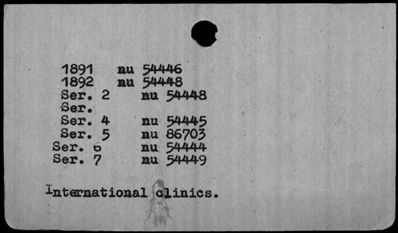 1891 nu 54446
1892 nu 54448
Ser. 2 nu 54448
Ser.
Ser. 4 nu 54445
Ser. 5 nu 86703
Ser. 6 nu 54444
Ser. 7 nu 54449
International clinics.